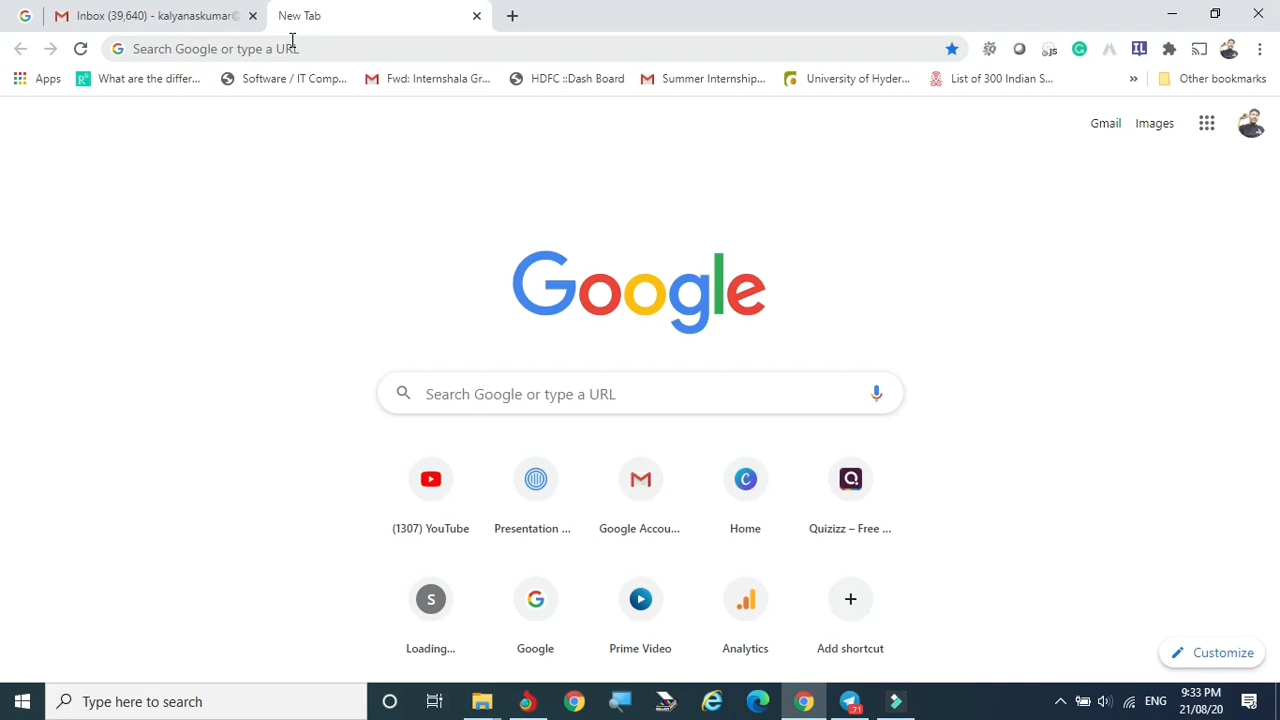 Inbox (39,640) - kalyanaskumar@
New Tab
Search Google or type a URL
Apps
What are the differ...
Software / IT Comp...
Fwd: Internshal Gr...
HDFC ::Dash Board
Summer Internship...
University of Hyder...
List of 300 Indian S...
»
Other bookmarks
Gmail
Images
Google
Search Google or type a URL
(1307) YouTube
Presentation ...
Google Accou...
Home
Quizizz – Free ...
S
Loading...
Google
Prime Video
Analytics
Add shortcut
Customize
Type here to search
71
ENG
9:33 PM
21/08/20